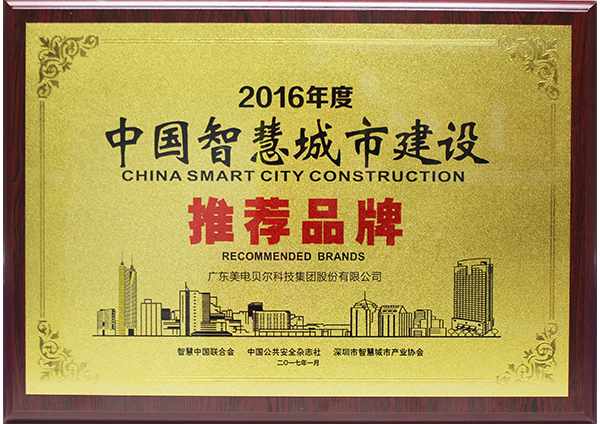 2016年度
中国智慧城市建设
CHINA SMART CITY CONSTRUCTION
推荐品牌
RECOMMENDED BRANDS
广东美电贝尔科技集团股份有限公司
智慧中国联合会 中国公共安全杂志社 深圳市智慧城市产业协会
二〇一七年一月